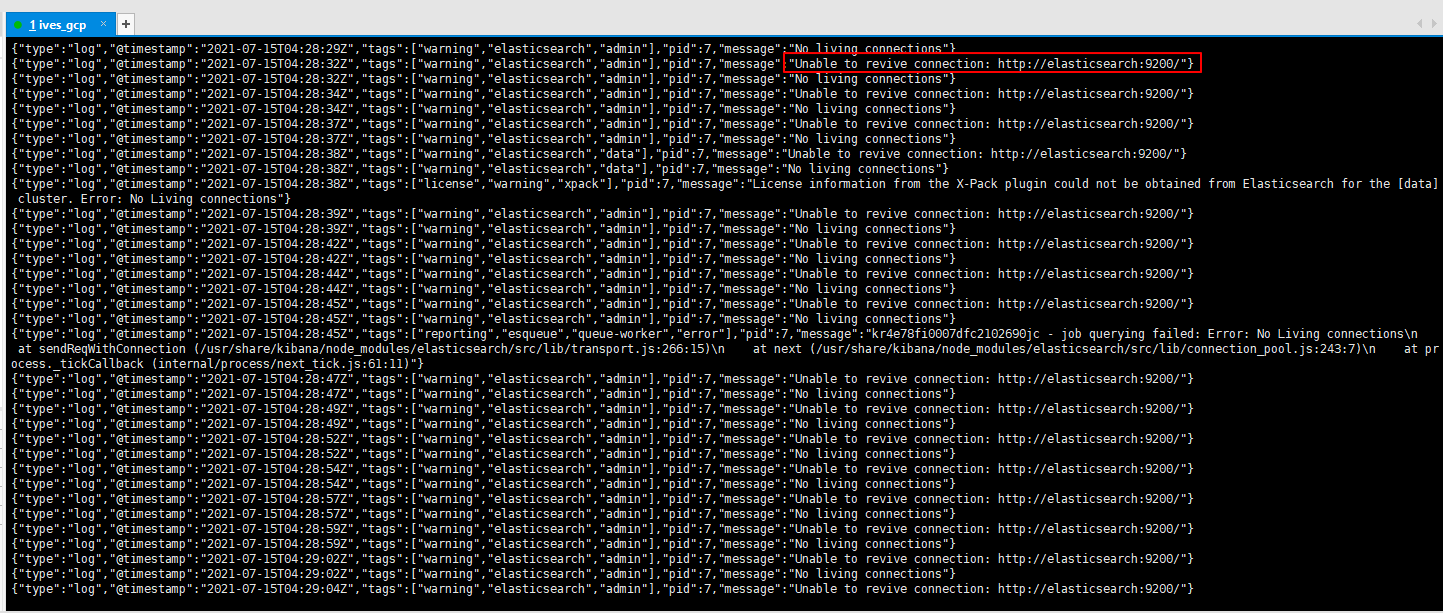 1 ives_gcp
{"type":"log","@timestamp":"2021-07-15T04:28:29Z","tags":["warning","elasticsearch","admin"],"pid":7,"message":"No living connections"}
{"type":"log","@timestamp":"2021-07-15T04:28:32Z","tags":["warning","elasticsearch","admin"],"pid":7,"message":"Unable to revive connection: http://elasticsearch:9200/"}
{"type":"log","@timestamp":"2021-07-15T04:28:32Z","tags":["warning","elasticsearch","admin"],"pid":7,"message":"No living connections"}
{"type":"log","@timestamp":"2021-07-15T04:28:34Z","tags":["warning","elasticsearch","admin"],"pid":7,"message":"Unable to revive connection: http://elasticsearch:9200/"}
{"type":"log","@timestamp":"2021-07-15T04:28:34Z","tags":["warning","elasticsearch","admin"],"pid":7,"message":"No living connections"}
{"type":"log","@timestamp":"2021-07-15T04:28:37Z","tags":["warning","elasticsearch","admin"],"pid":7,"message":"Unable to revive connection: http://elasticsearch:9200/"}
{"type":"log","@timestamp":"2021-07-15T04:28:37Z","tags":["warning","elasticsearch","admin"],"pid":7,"message":"No living connections"}
{"type":"log","@timestamp":"2021-07-15T04:28:38Z","tags":["warning","elasticsearch","data"],"pid":7,"message":"Unable to revive connection: http://elasticsearch:9200/"}
{"type":"log","@timestamp":"2021-07-15T04:28:38Z","tags":["warning","elasticsearch","data"],"pid":7,"message":"No living connections"}
{"type":"log","@timestamp":"2021-07-15T04:28:38Z","tags":["license","warning","xpack"],"pid":7,"message":"License information from the X-Pack plugin could not be obtained from Elasticsearch for the [data]
 cluster. Error: No Living connections"}
{"type":"log","@timestamp":"2021-07-15T04:28:39Z","tags":["warning","elasticsearch","admin"],"pid":7,"message":"Unable to revive connection: http://elasticsearch:9200/"}
{"type":"log","@timestamp":"2021-07-15T04:28:39Z","tags":["warning","elasticsearch","admin"],"pid":7,"message":"No living connections"}
{"type":"log","@timestamp":"2021-07-15T04:28:42Z","tags":["warning","elasticsearch","admin"],"pid":7,"message":"Unable to revive connection: http://elasticsearch:9200/"}
{"type":"log","@timestamp":"2021-07-15T04:28:42Z","tags":["warning","elasticsearch","admin"],"pid":7,"message":"No living connections"}
{"type":"log","@timestamp":"2021-07-15T04:28:44Z","tags":["warning","elasticsearch","admin"],"pid":7,"message":"Unable to revive connection: http://elasticsearch:9200/"}
{"type":"log","@timestamp":"2021-07-15T04:28:44Z","tags":["warning","elasticsearch","admin"],"pid":7,"message":"No living connections"}
{"type":"log","@timestamp":"2021-07-15T04:28:45Z","tags":["warning","elasticsearch","admin"],"pid":7,"message":"Unable to revive connection: http://elasticsearch:9200/"}
{"type":"log","@timestamp":"2021-07-15T04:28:45Z","tags":["warning","elasticsearch","admin"],"pid":7,"message":"No living connections"}
{"type":"log","@timestamp":"2021-07-15T04:28:45Z","tags":["reporting","esqueue","queue-worker","error"],"pid":7,"message":"kr4e78fi0007dfc2102690jc - job querying failed: Error: No Living connections\n
 at sendReqWithConnection (/usr/share/kibana/node_modules/elasticsearch/src/lib/transport.js:266:15)\n    at next (/usr/share/kibana/node_modules/elasticsearch/src/lib/connection_pool.js:243:7)\n    at pr
ocess._tickCallback (internal/process/next_tick.js:61:11)"}
{"type":"log","@timestamp":"2021-07-15T04:28:47Z","tags":["warning","elasticsearch","admin"],"pid":7,"message":"Unable to revive connection: http://elasticsearch:9200/"}
{"type":"log","@timestamp":"2021-07-15T04:28:47Z","tags":["warning","elasticsearch","admin"],"pid":7,"message":"No living connections"}
{"type":"log","@timestamp":"2021-07-15T04:28:49Z","tags":["warning","elasticsearch","admin"],"pid":7,"message":"Unable to revive connection: http://elasticsearch:9200/"}
{"type":"log","@timestamp":"2021-07-15T04:28:49Z","tags":["warning","elasticsearch","admin"],"pid":7,"message":"No living connections"}
{"type":"log","@timestamp":"2021-07-15T04:28:52Z","tags":["warning","elasticsearch","admin"],"pid":7,"message":"Unable to revive connection: http://elasticsearch:9200/"}
{"type":"log","@timestamp":"2021-07-15T04:28:52Z","tags":["warning","elasticsearch","admin"],"pid":7,"message":"No living connections"}
{"type":"log","@timestamp":"2021-07-15T04:28:54Z","tags":["warning","elasticsearch","admin"],"pid":7,"message":"Unable to revive connection: http://elasticsearch:9200/"}
{"type":"log","@timestamp":"2021-07-15T04:28:54Z","tags":["warning","elasticsearch","admin"],"pid":7,"message":"No living connections"}
{"type":"log","@timestamp":"2021-07-15T04:28:57Z","tags":["warning","elasticsearch","admin"],"pid":7,"message":"Unable to revive connection: http://elasticsearch:9200/"}
{"type":"log","@timestamp":"2021-07-15T04:28:57Z","tags":["warning","elasticsearch","admin"],"pid":7,"message":"No living connections"}
{"type":"log","@timestamp":"2021-07-15T04:28:59Z","tags":["warning","elasticsearch","admin"],"pid":7,"message":"Unable to revive connection: http://elasticsearch:9200/"}
{"type":"log","@timestamp":"2021-07-15T04:28:59Z","tags":["warning","elasticsearch","admin"],"pid":7,"message":"No living connections"}
{"type":"log","@timestamp":"2021-07-15T04:29:02Z","tags":["warning","elasticsearch","admin"],"pid":7,"message":"Unable to revive connection: http://elasticsearch:9200/"}
{"type":"log","@timestamp":"2021-07-15T04:29:02Z","tags":["warning","elasticsearch","admin"],"pid":7,"message":"No living connections"}
{"type":"log","@timestamp":"2021-07-15T04:29:04Z","tags":["warning","elasticsearch","admin"],"pid":7,"message":"Unable to revive connection: http://elasticsearch:9200/"}